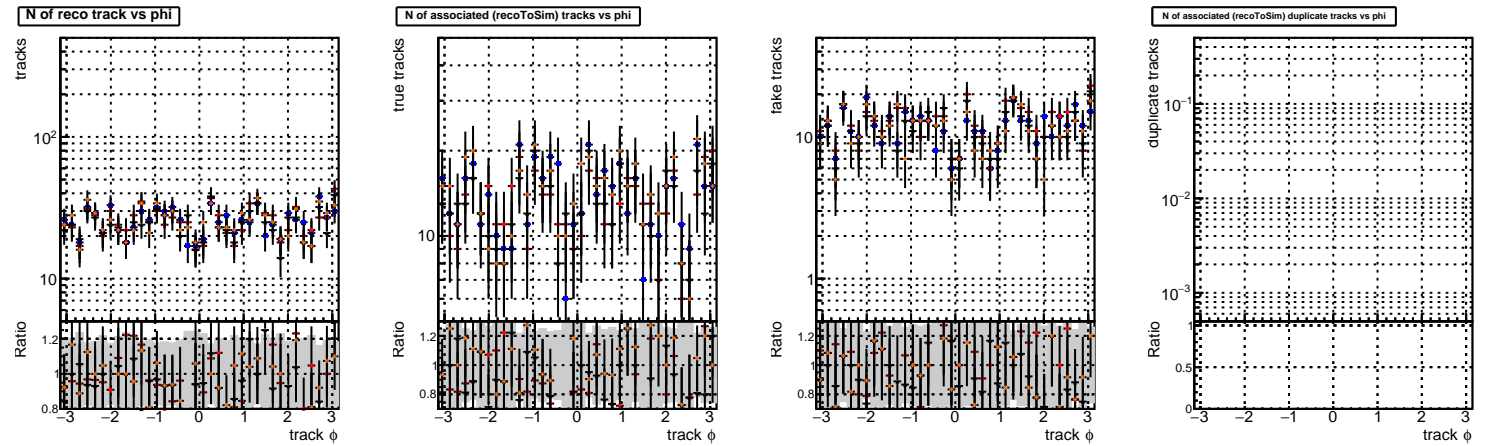 N of reco track vs phi
tracks
10²
10
Ratio
1.2
1
0.8
−3 −2 −1 0 1 2 3
track ϕ
N of associated (recoToSim) tracks vs phi
true tracks
10
Ratio
1.2
1
0.8
−3 −2 −1 0 1 2 3
track ϕ
fake tracks
10
1
Ratio
1.2
1
0.8
−3 −2 −1 0 1 2 3
track ϕ
N of associated (recoToSim) duplicate tracks vs phi
duplicate tracks
10⁻¹
10⁻²
10⁻³
Ratio
1
0.5
0
−3 −2 −1 0 1 2 3
track ϕ